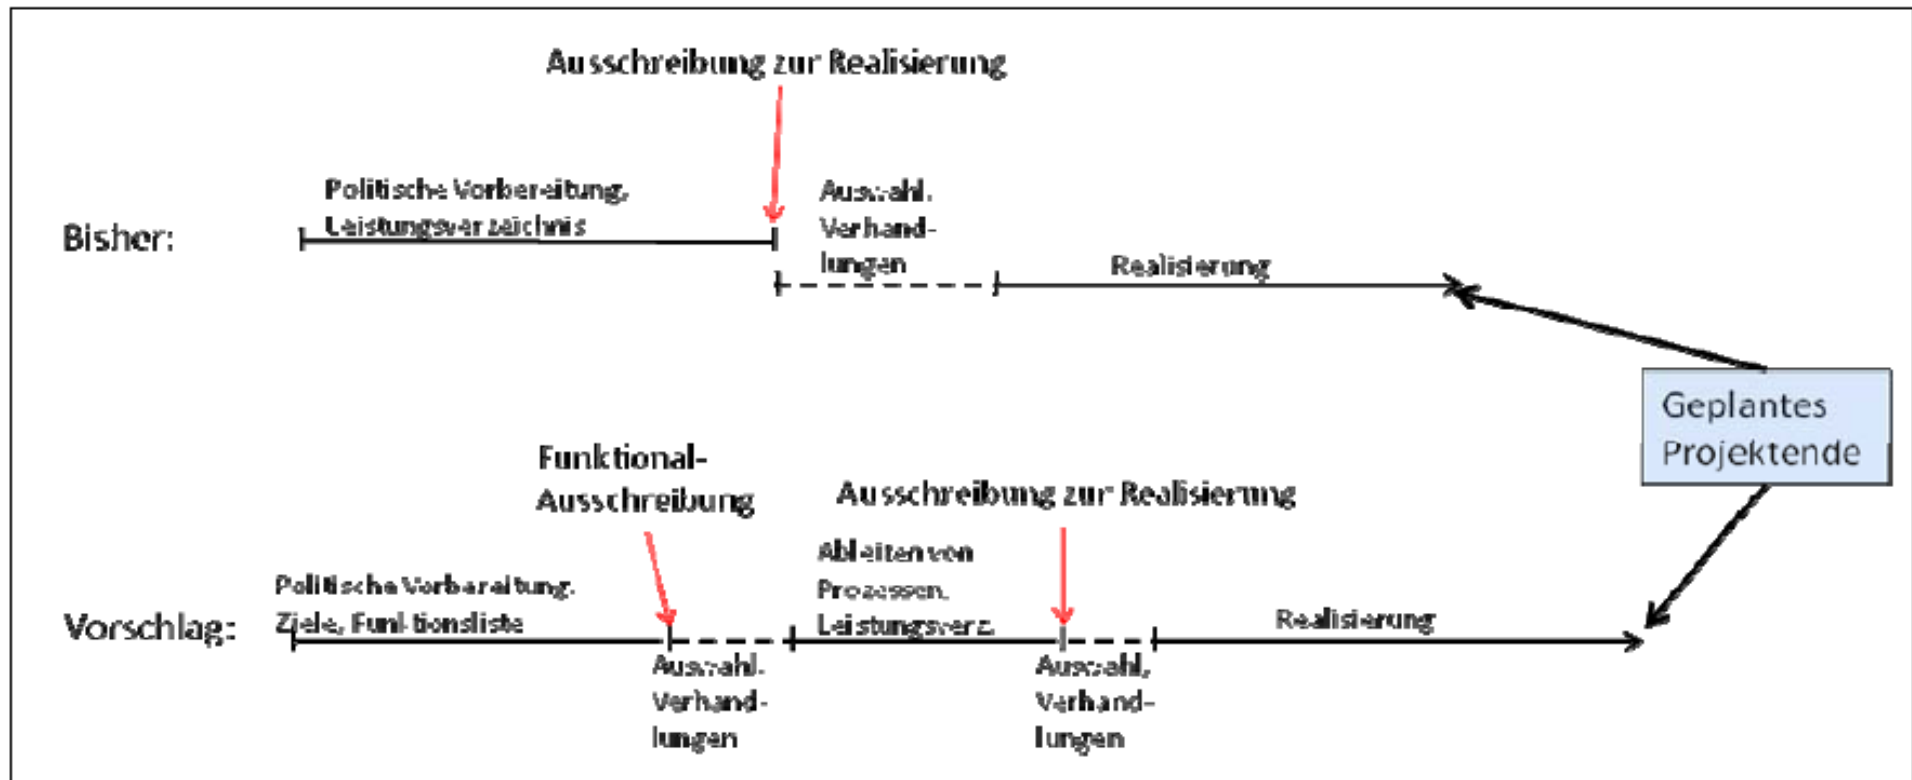 Ausschreibung zur Realisierung
Bisher:
Politische Vorbereitung,
Leistungsverzeichnis
Auswahl,
Verhand-
lungen
Realisierung
Geplantes
Projektende
Funktional-
Ausschreibung
Ausschreibung zur Realisierung
Vorschlag:
Politische Vorbereitung,
Ziele, Funktionsliste
Auswahl,
Verhand-
lungen
Ableiten von
Prozessen,
Leistungsverz.
Auswahl,
Verhand-
lungen
Realisierung